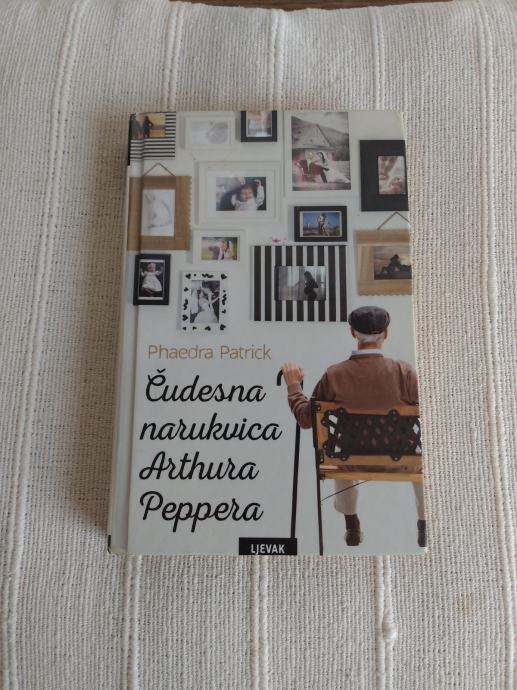 Phaedra Patrick
Čudesna
narukvica
Arthura
Peppera
LJEVAK